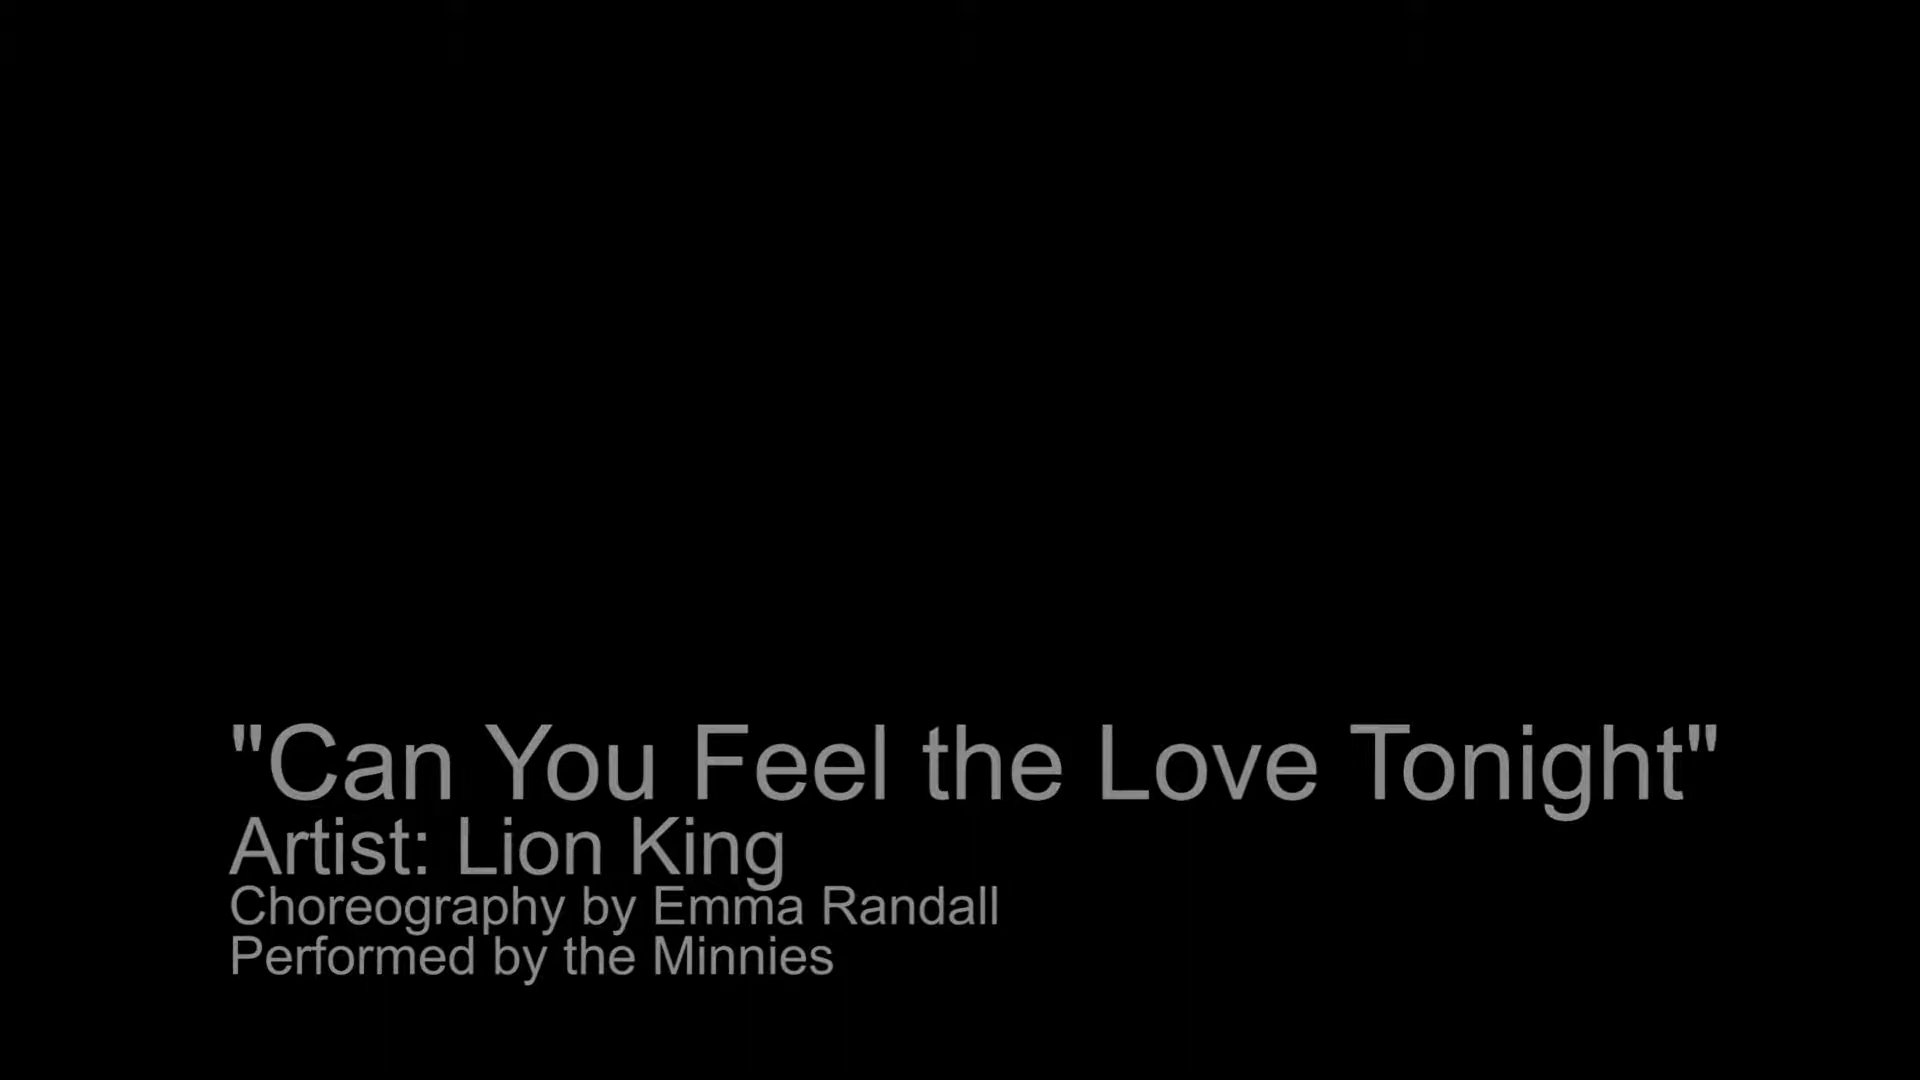 "Can You Feel the Love Tonight"
Artist: Lion King
Choreography by Emma Randall
Performed by the Minnies